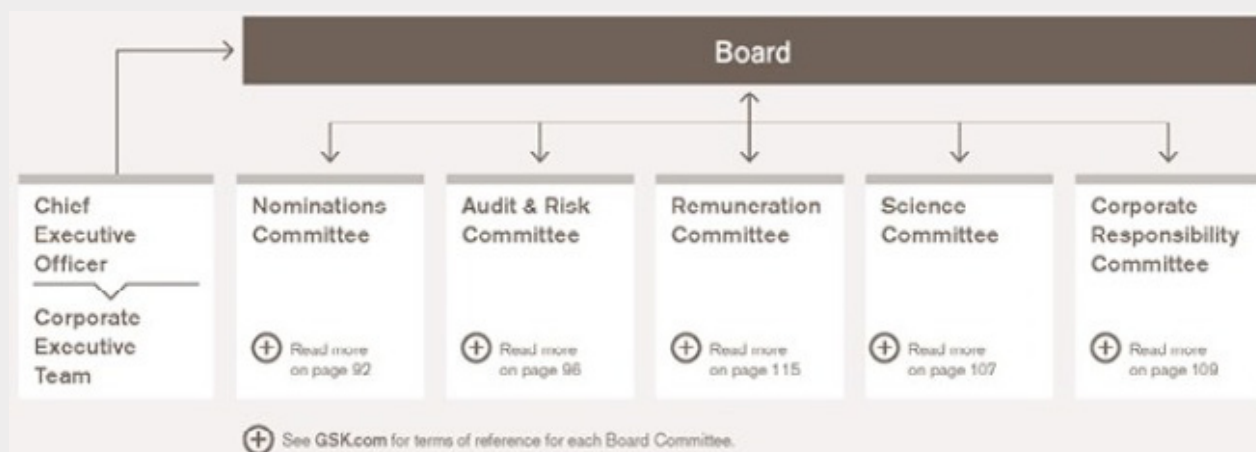 Board
Chief
Executive
Officer
Corporate
Executive
Team
Nominations
Committee
Read more
on page 92
Audit & Risk
Committee
Read more
on page 96
Remuneration
Committee
Read more
on page 115
Science
Committee
Read more
on page 107
Corporate
Responsibility
Committee
Read more
on page 109
See GSK.com for terms of reference for each Board Committee.